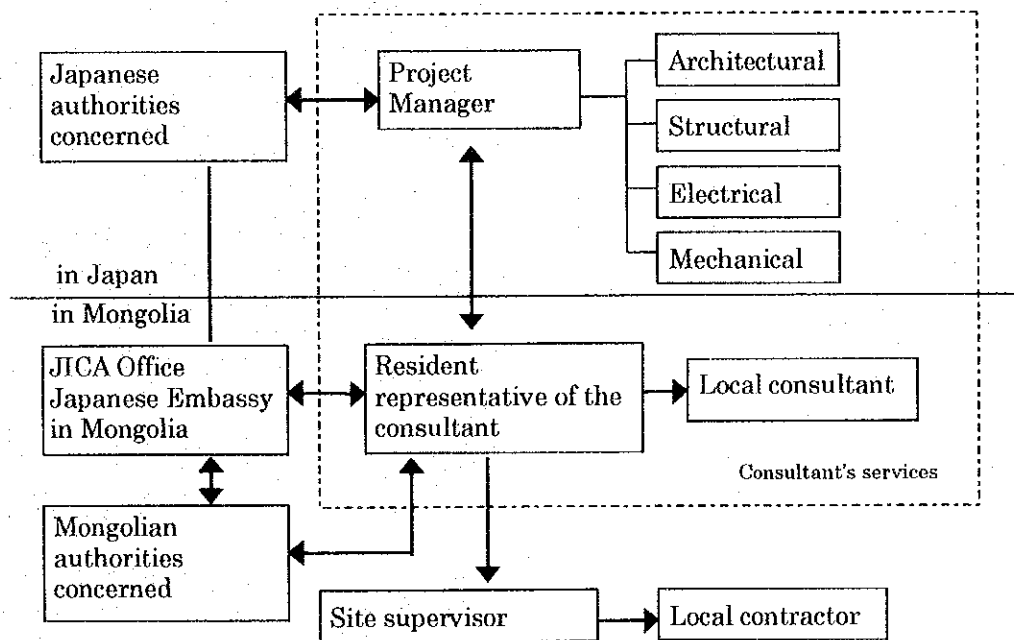 Japanese
authorities
concerned
Project
Manager
Architectural
Structural
Electrical
Mechanical
in Japan
in Mongolia
JICA Office
Japanese Embassy
in Mongolia
Resident
representative of the
consultant
Local consultant
Consultant's services
Mongolian
authorities
concerned
Site supervisor
Local contractor